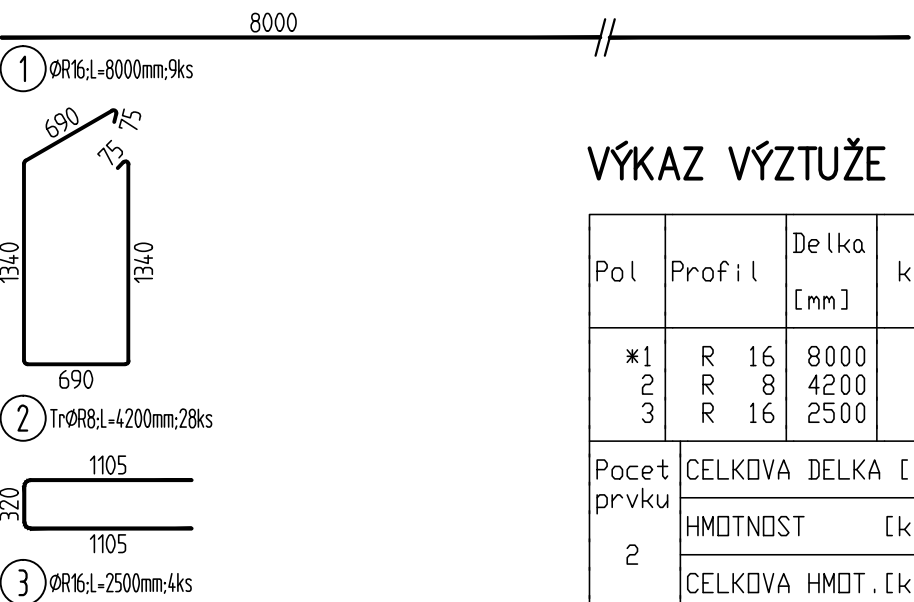 8000
1 ØR16;L=8000mm;9ks
690
75
75
1340
1340
690
2 TrØR8;L=4200mm;28ks
1105
320
1105
3 ØR16;L=2500mm;4ks
VÝKAZ VÝZTUŽE
Pol Profil Delka k
[mm]
*1 R 16 8000
2 R 8 4200
3 R 16 2500
Pocet CELKOVA DELKA [
prvku
HMOTNOST [k
2
CELKOVA HMOT.[k